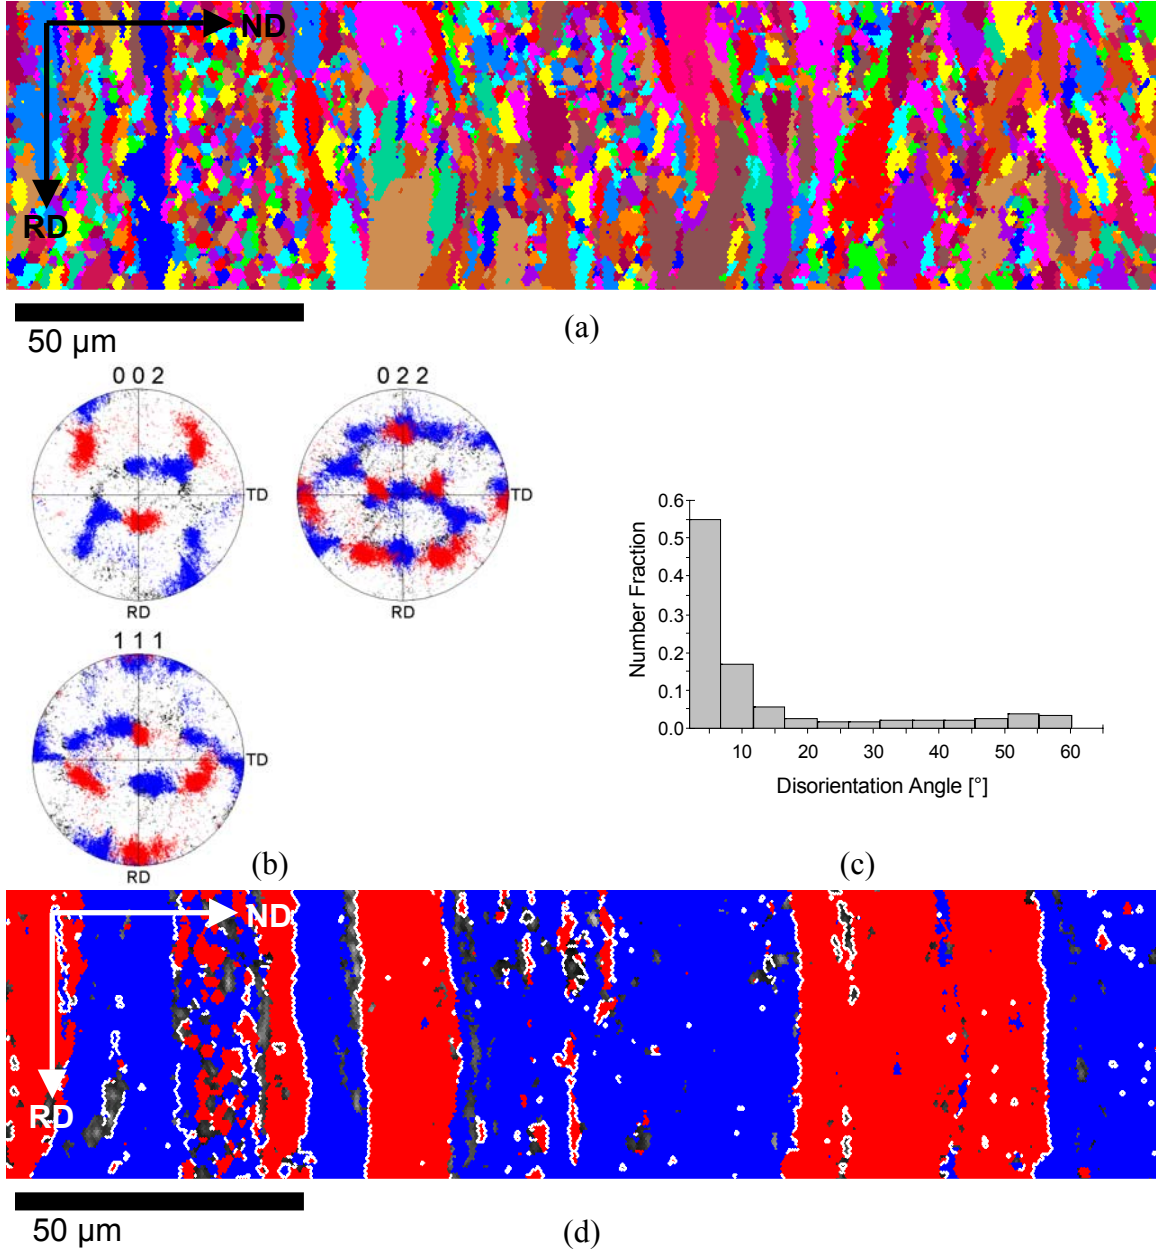 ND
RD
50 µm
(a)
0 0 2
TD
RD
0 2 2
TD
RD
1 1 1
TD
RD
(b)
Number Fraction
0.6
0.5
0.4
0.3
0.2
0.1
0.0
10 20 30 40 50 60
Disorientation Angle [°]
(c)
ND
RD
50 µm
(d)